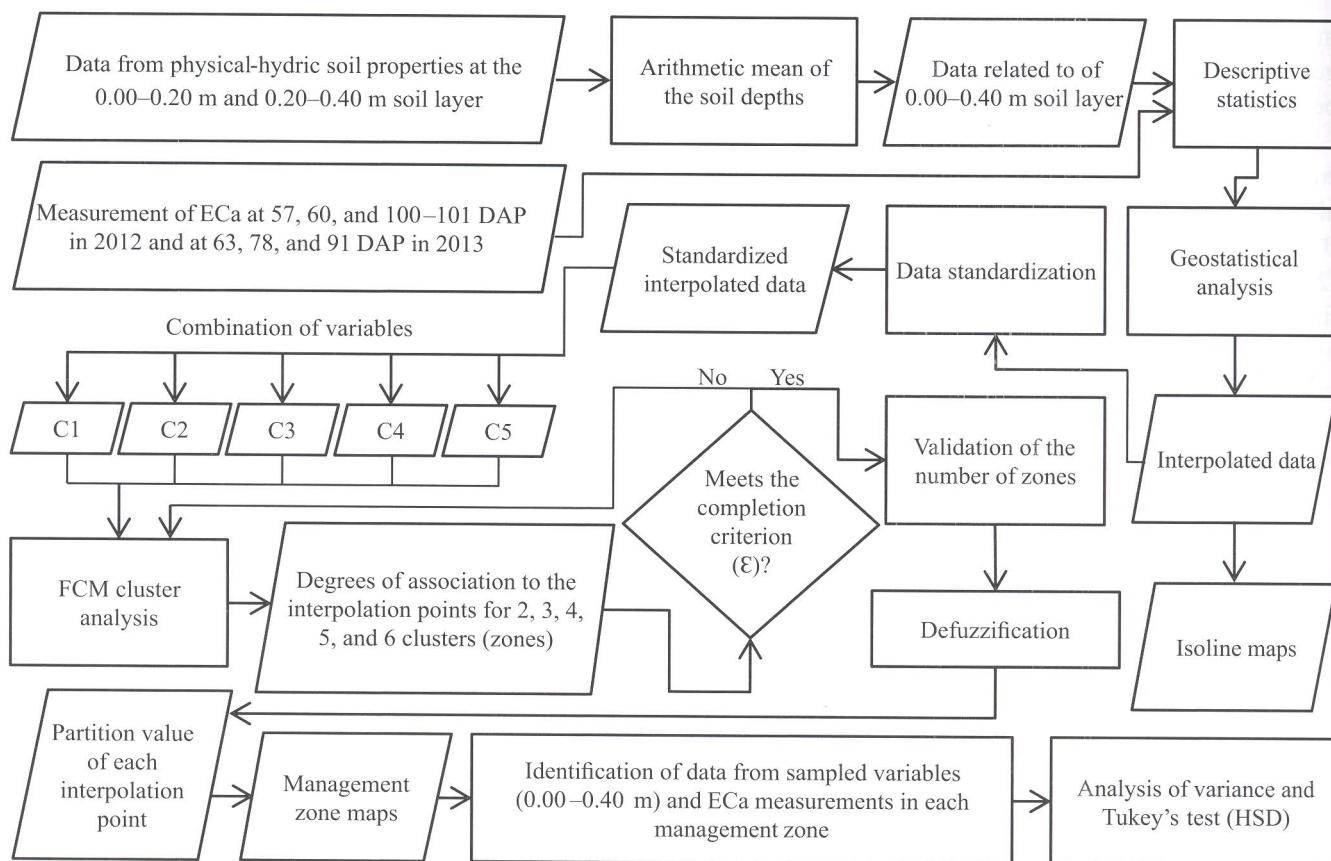 Data from physical-hydric soil properties at the
0.00–0.20 m and 0.20–0.40 m soil layer
Arithmetic mean of
the soil depths
Data related to of
0.00–0.40 m soil layer
Descriptive
statistics
Measurement of ECa at 57, 60, and 100–101 DAP
in 2012 and at 63, 78, and 91 DAP in 2013
Standardized
interpolated data
Data standardization
Geostatistical
analysis
Combination of variables
C1
C2
C3
C4
C5
No
Yes
Meets the
completion
criterion
(Ɛ)?
Validation of the
number of zones
Interpolated data
FCM cluster
analysis
Degrees of association to the
interpolation points for 2, 3, 4,
5, and 6 clusters (zones)
Defuzzification
Isoline maps
Partition value
of each
interpolation
point
Management
zone maps
Identification of data from sampled variables
(0.00–0.40 m) and ECa measurements in each
management zone
Analysis of variance and
Tukey's test (HSD)